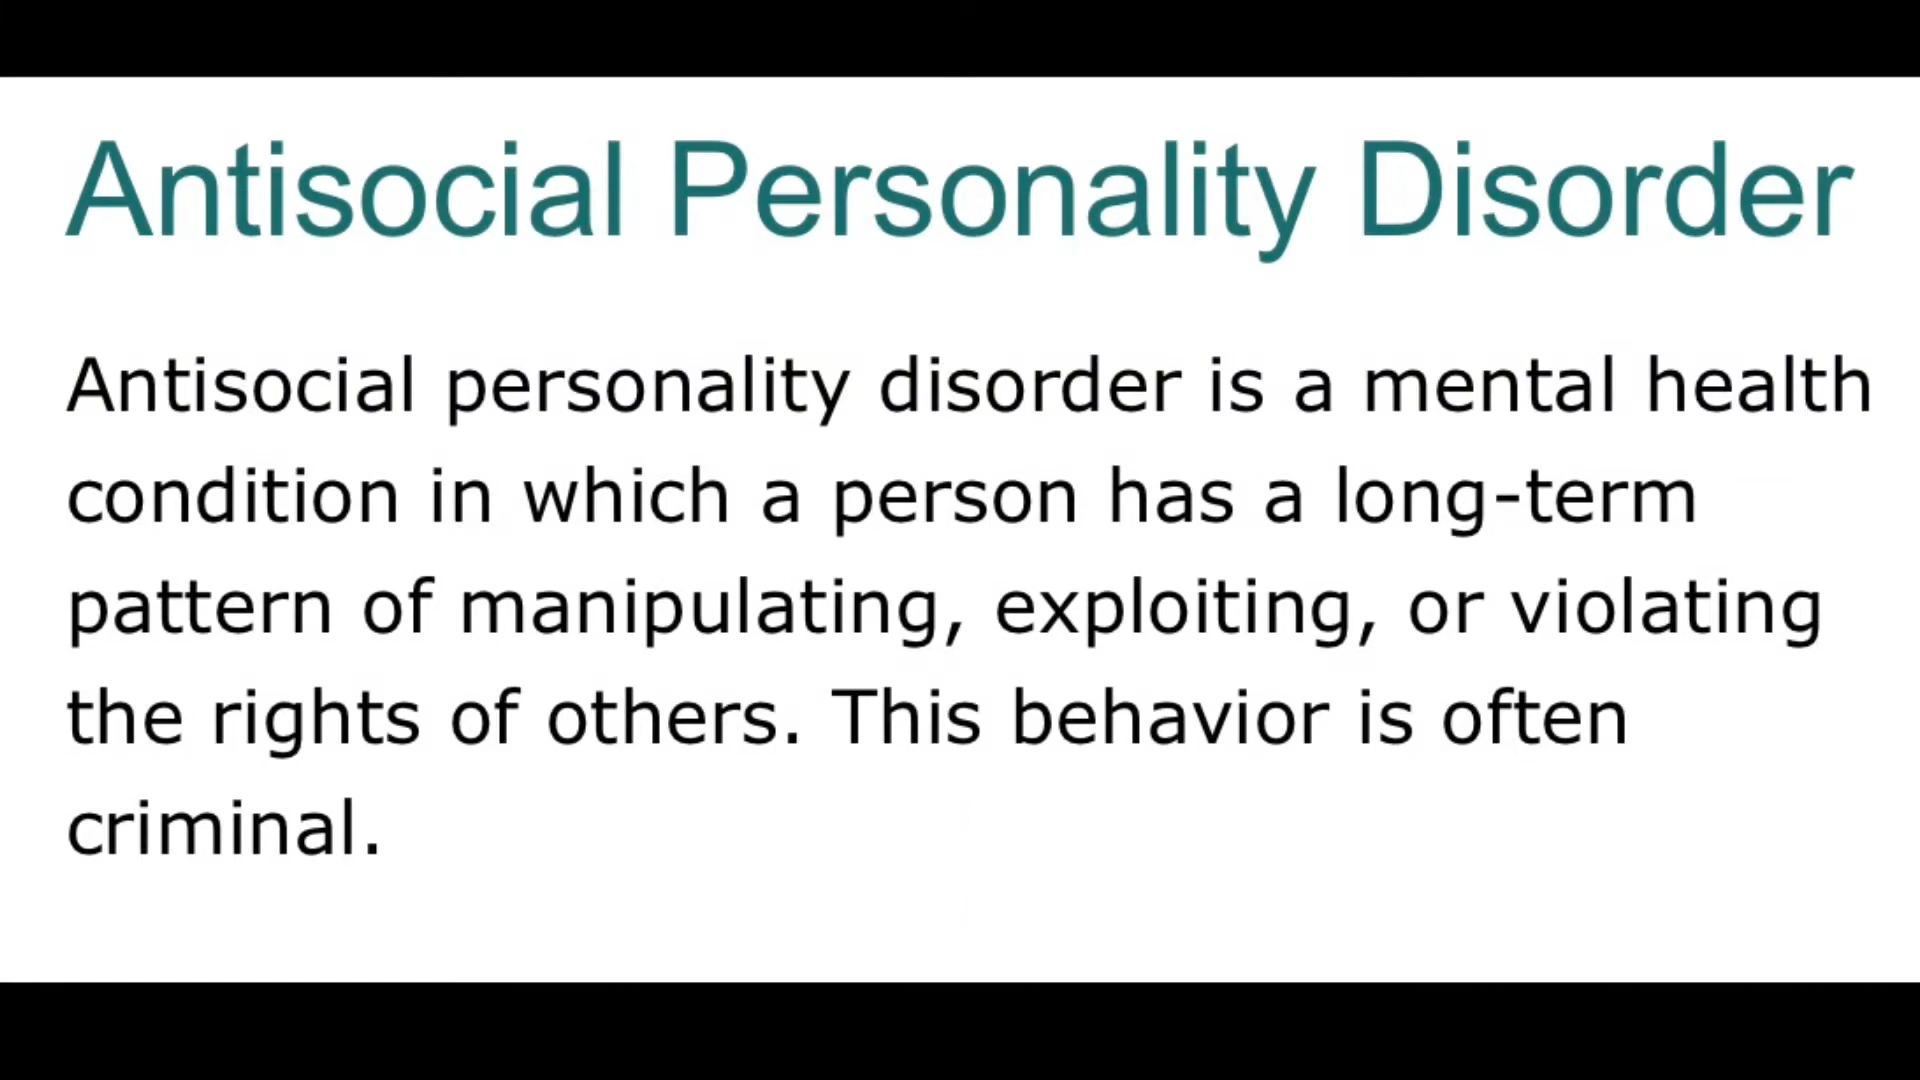 Antisocial Personality Disorder
Antisocial personality disorder is a mental health
condition in which a person has a long-term
pattern of manipulating, exploiting, or violating
the rights of others. This behavior is often
criminal.